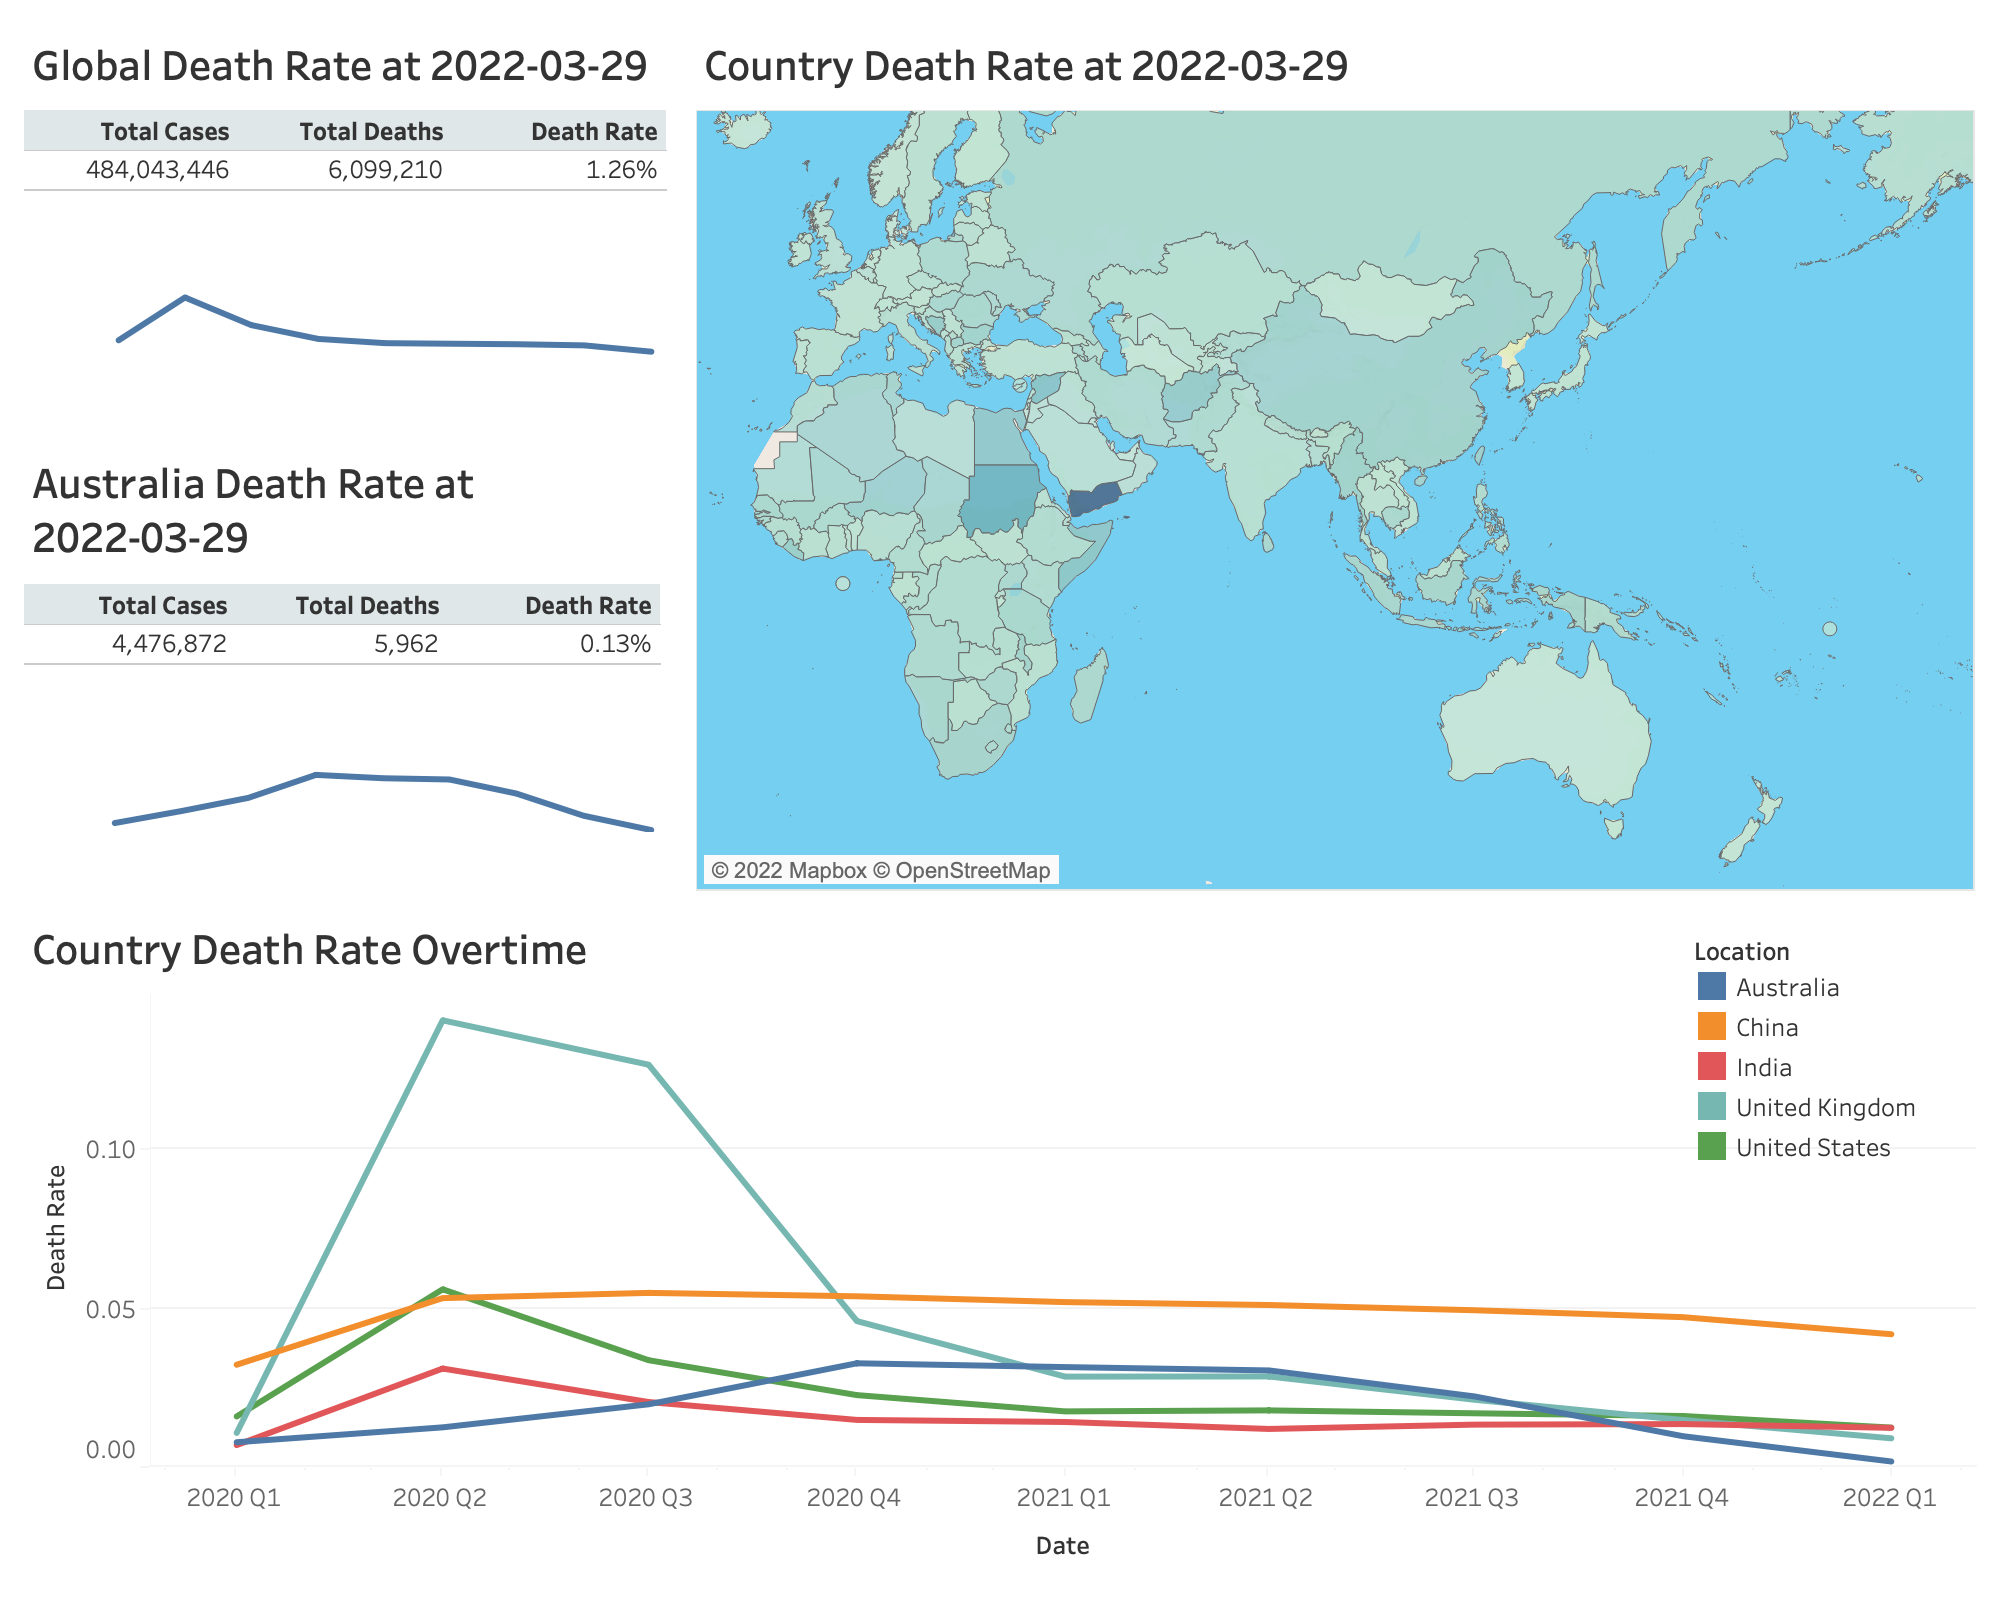 Global Death Rate at 2022-03-29
Total Cases Total Deaths Death Rate
484,043,446 6,099,210 1.26%
Australia Death Rate at
2022-03-29
Total Cases Total Deaths Death Rate
4,476,872 5,962 0.13%
Country Death Rate at 2022-03-29
© 2022 Mapbox © OpenStreetMap
Country Death Rate Overtime
Location
Australia
China
India
United Kingdom
United States
Death Rate
0.10
0.05
0.00
2020 Q1 2020 Q2 2020 Q3 2020 Q4 2021 Q1 2021 Q2 2021 Q3 2021 Q4 2022 Q1
Date